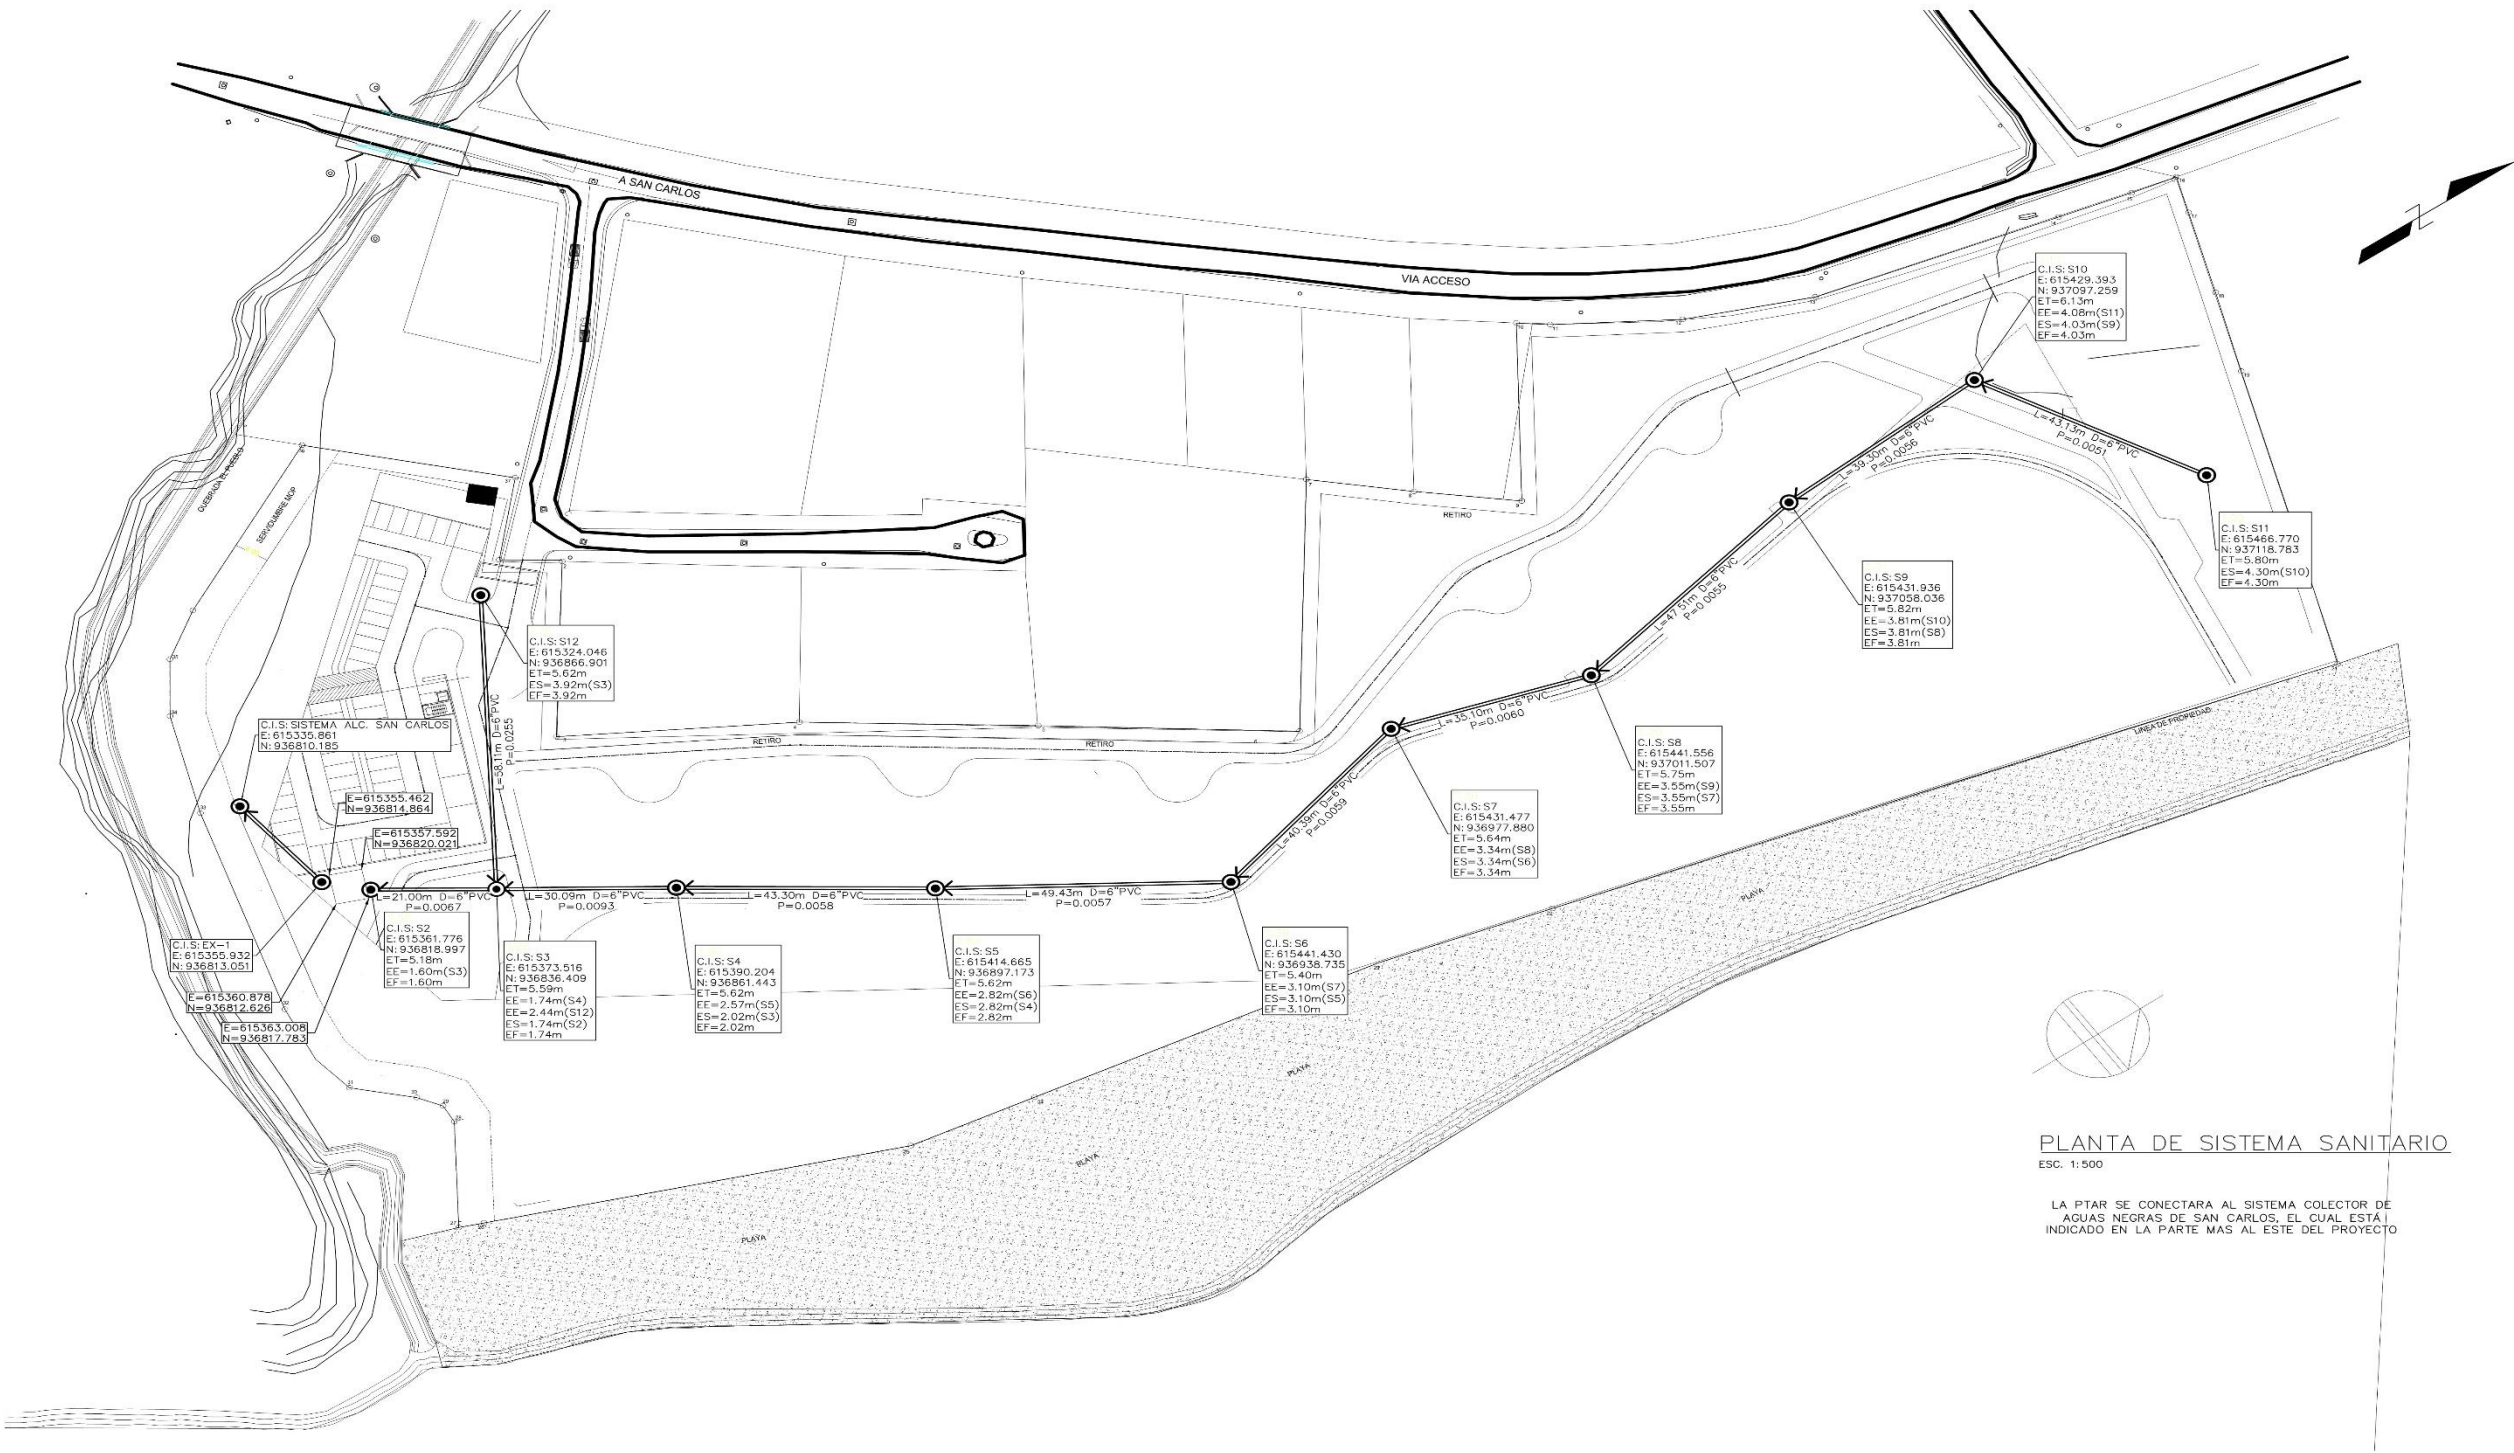 A SAN CARLOS
VIA ACCESO
C.I.S: S10
E: 615429.393
N: 937097.259
ET=6.13m
EE=4.08m(S11)
ES=4.03m(S9)
EF=4.03m
L=43.13m D=6"PVC
P=0.0051
L=39.30m D=6"PVC
P=0.0056
QUEBRADA EL PUEBLO
SERVIDUMBRE MOP
RETIRO
C.I.S: S11
E: 615466.770
N: 937118.783
ET=5.80m
ES=4.30m(S10)
EF=4.30m
C.I.S: S9
E: 615431.936
N: 937058.036
ET=5.82m
EE=3.81m(S10)
ES=3.81m(S8)
EF=3.81m
L=47.51m D=6"PVC
P=0.0055
C.I.S: S12
E: 615324.046
N: 936866.901
ET=5.62m
ES=3.92m(S3)
EF=3.92m
L=58.11m D=6"PVC
P=0.0255
C.I.S: SISTEMA ALC. SAN CARLOS
E: 615335.861
N: 936810.185
RETIRO
RETIRO
L=35.10m D=6"PVC
P=0.0060
LINEA DE PROPIEDAD
C.I.S: S8
E: 615441.556
N: 937011.507
ET=5.75m
EE=3.55m(S9)
ES=3.55m(S7)
EF=3.55m
E=615355.462
N=936814.864
E=615357.592
N=936820.021
L=40.39m D=6"PVC
P=0.0059
C.I.S: S7
E: 615431.477
N: 936977.880
ET=5.64m
EE=3.34m(S8)
ES=3.34m(S6)
EF=3.34m
L=21.00m D=6"PVC
P=0.0067
L=30.09m D=6"PVC
P=0.0093
L=43.30m D=6"PVC
P=0.0058
L=49.43m D=6"PVC
P=0.0057
PLAYA
C.I.S: EX-1
E: 615355.932
N: 936813.051
C.I.S: S2
E: 615361.776
N: 936818.997
ET=5.18m
EE=1.60m(S3)
EF=1.60m
C.I.S: S3
E: 615373.516
N: 936836.409
ET=5.59m
EE=1.74m(S4)
EE=2.44m(S12)
ES=1.74m(S2)
EF=1.74m
C.I.S: S4
E: 615390.204
N: 936861.443
ET=5.62m
EE=2.57m(S5)
ES=2.02m(S3)
EF=2.02m
C.I.S: S5
E: 615414.665
N: 936897.173
ET=5.62m
EE=2.82m(S6)
ES=2.82m(S4)
EF=2.82m
C.I.S: S6
E: 615441.430
N: 936938.735
ET=5.40m
EE=3.10m(S7)
ES=3.10m(S5)
EF=3.10m
E=615360.878
N=936812.626
E=615363.008
N=936817.783
PLAYA
PLAYA
PLAYA
PLANTA DE SISTEMA SANITARIO
ESC. 1:500
LA PTAR SE CONECTARA AL SISTEMA COLECTOR DE
AGUAS NEGRAS DE SAN CARLOS, EL CUAL ESTÁ
INDICADO EN LA PARTE MAS AL ESTE DEL PROYECTO